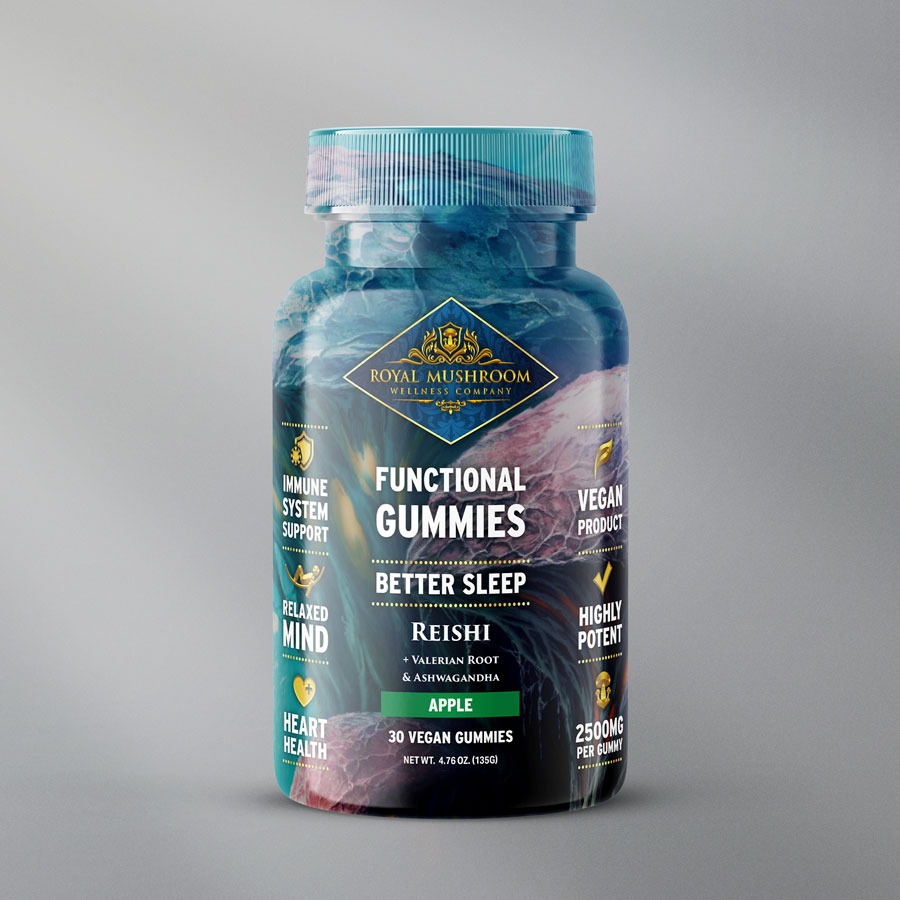 ROYAL MUSHROOM
WELLNESS COMPANY
FUNCTIONAL
GUMMIES
BETTER SLEEP
REISHI
+ VALERIAN ROOT
& ASHWAGANDHA
APPLE
30 VEGAN GUMMIES
NET WT. 4.76 OZ. (135G)
IMMUNE
SYSTEM
SUPPORT
RELAXED
MIND
HEART
HEALTH
VEGAN
PRODUCT
HIGHLY
POTENT
2500MG
PER GUMMY